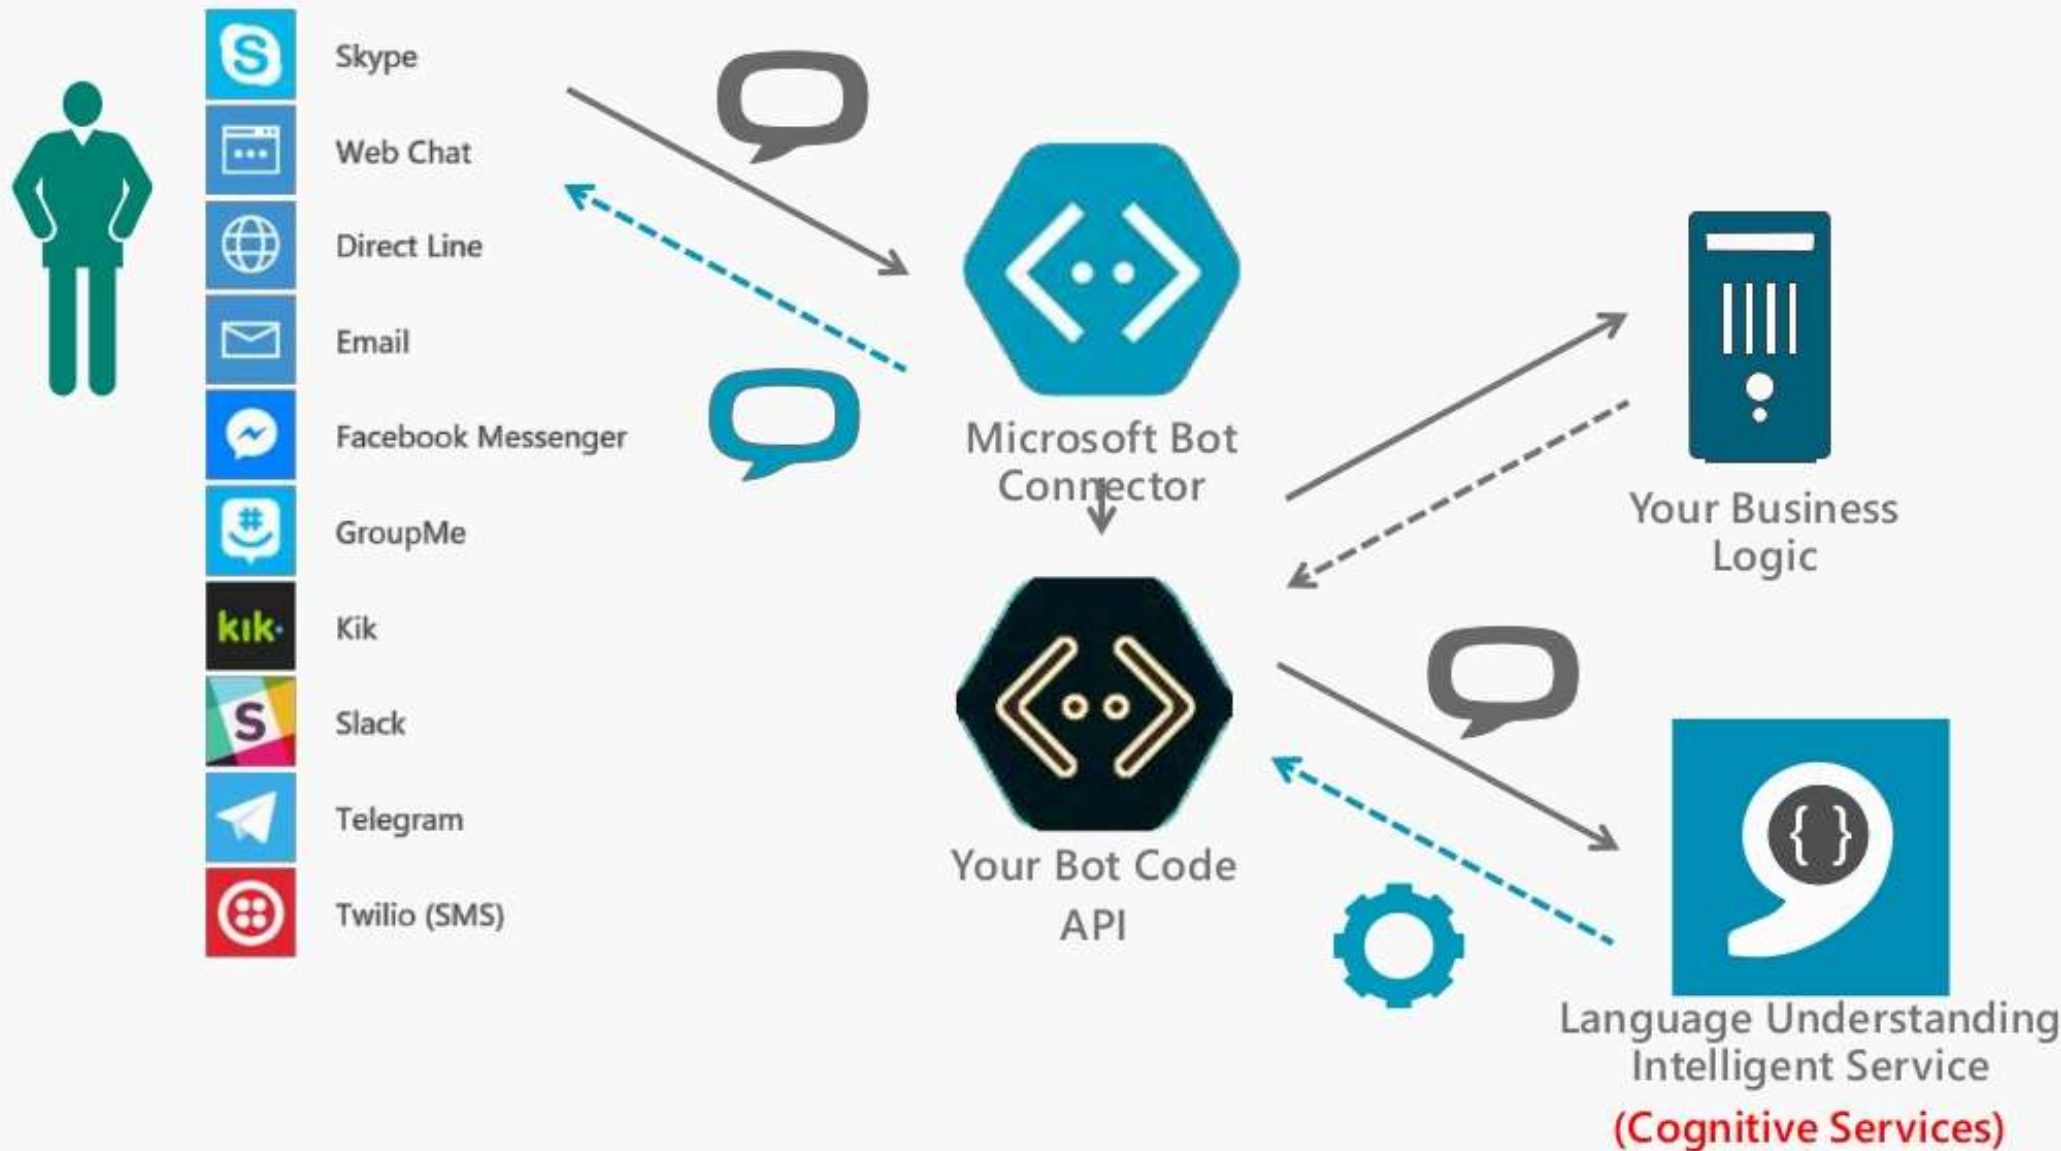 Skype
Web Chat
Direct Line
Email
Facebook Messenger
GroupMe
kik
Kik
Slack
Telegram
Twilio (SMS)
Microsoft Bot
Connector
Your Bot Code
API
Your Business
Logic
Language Understanding
Intelligent Service
(Cognitive Services)